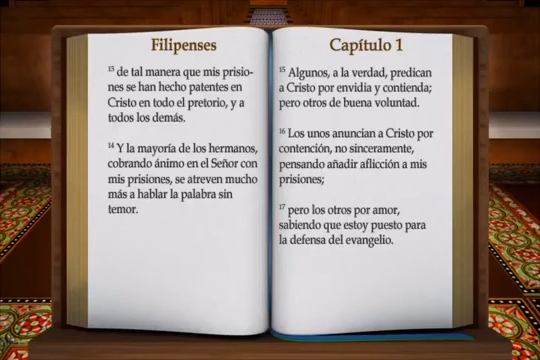 Filipenses
13 de tal manera que mis prisio-
nes se han hecho patentes en
Cristo en todo el pretorio, y a
todos los demás.
14 Y la mayoría de los hermanos,
cobrando ánimo en el Señor con
mis prisiones, se atreven mucho
más a hablar la palabra sin
temor.
Capítulo 1
15 Algunos, a la verdad, predican
a Cristo por envidia y contienda;
pero otros de buena voluntad.
16 Los unos anuncian a Cristo por
contención, no sinceramente,
pensando añadir aflicción a mis
prisiones;
17 pero los otros por amor,
sabiendo que estoy puesto para
la defensa del evangelio.